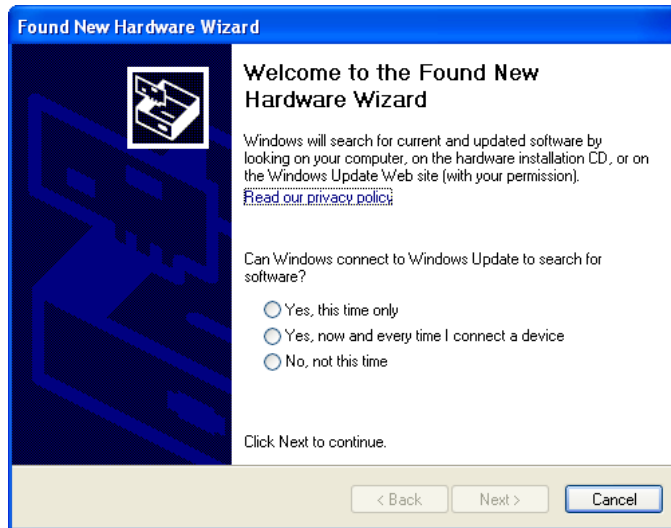 Found New Hardware Wizard
Welcome to the Found New
Hardware Wizard
Windows will search for current and updated software by
looking on your computer, on the hardware installation CD, or on
the Windows Update Web site (with your permission).
Read our privacy policy
Can Windows connect to Windows Update to search for
software?
Yes, this time only
Yes, now and every time I connect a device
No, not this time
Click Next to continue.
< Back
Next >
Cancel